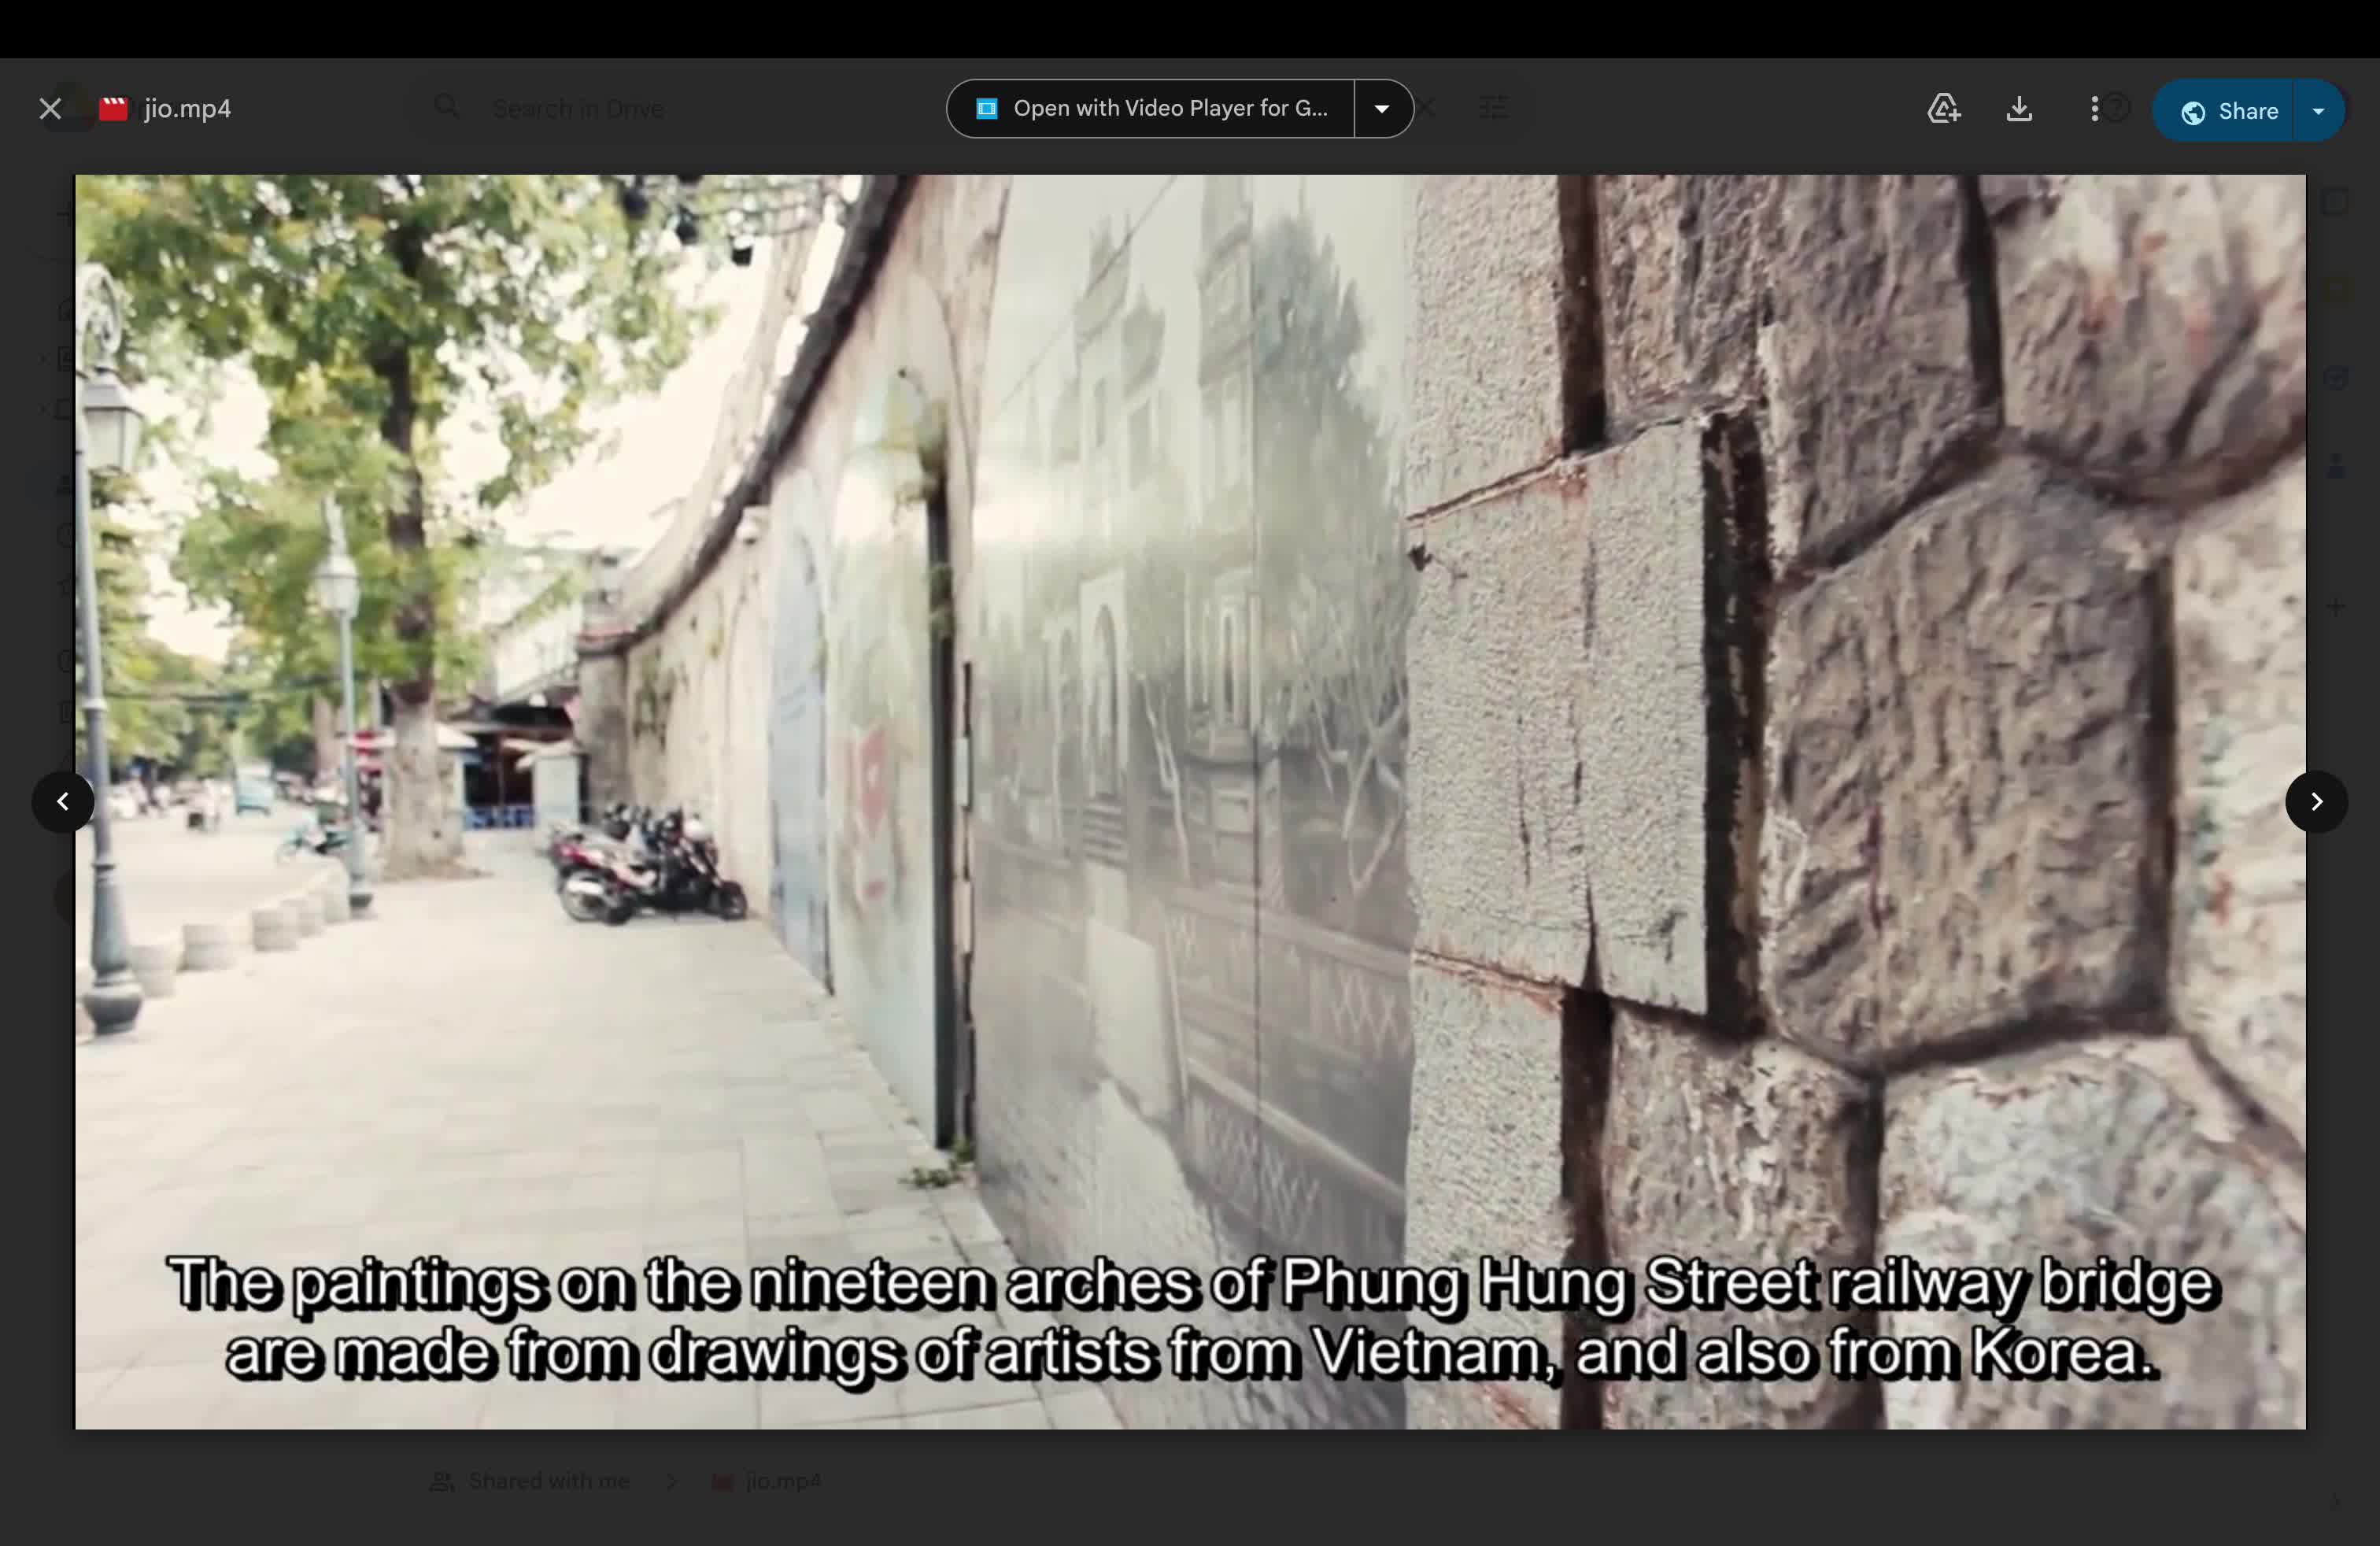 jio.mp4
Search in Drive
Open with Video Player for G...
Share
The paintings on the nineteen arches of Phung Hung Street railway bridge
are made from drawings of artists from Vietnam, and also from Korea.
Shared with me
jio.mp4